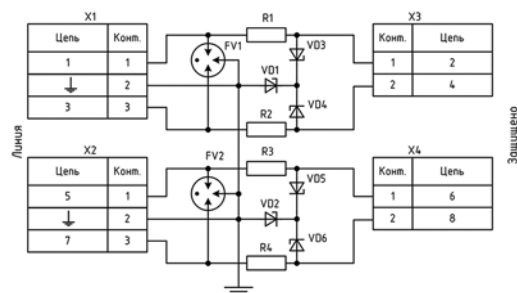 X1
Цепь Конт.
1 1
2
3 3
Линия
X2
Цепь Конт.
5 1
2
7 3
FV1
R1
VD3
VD1
VD4
R2
FV2
R3
VD5
VD2
VD6
R4
X3
Конт. Цепь
1 2
2 4
X4
Конт. Цепь
1 6
2 8
Защищено